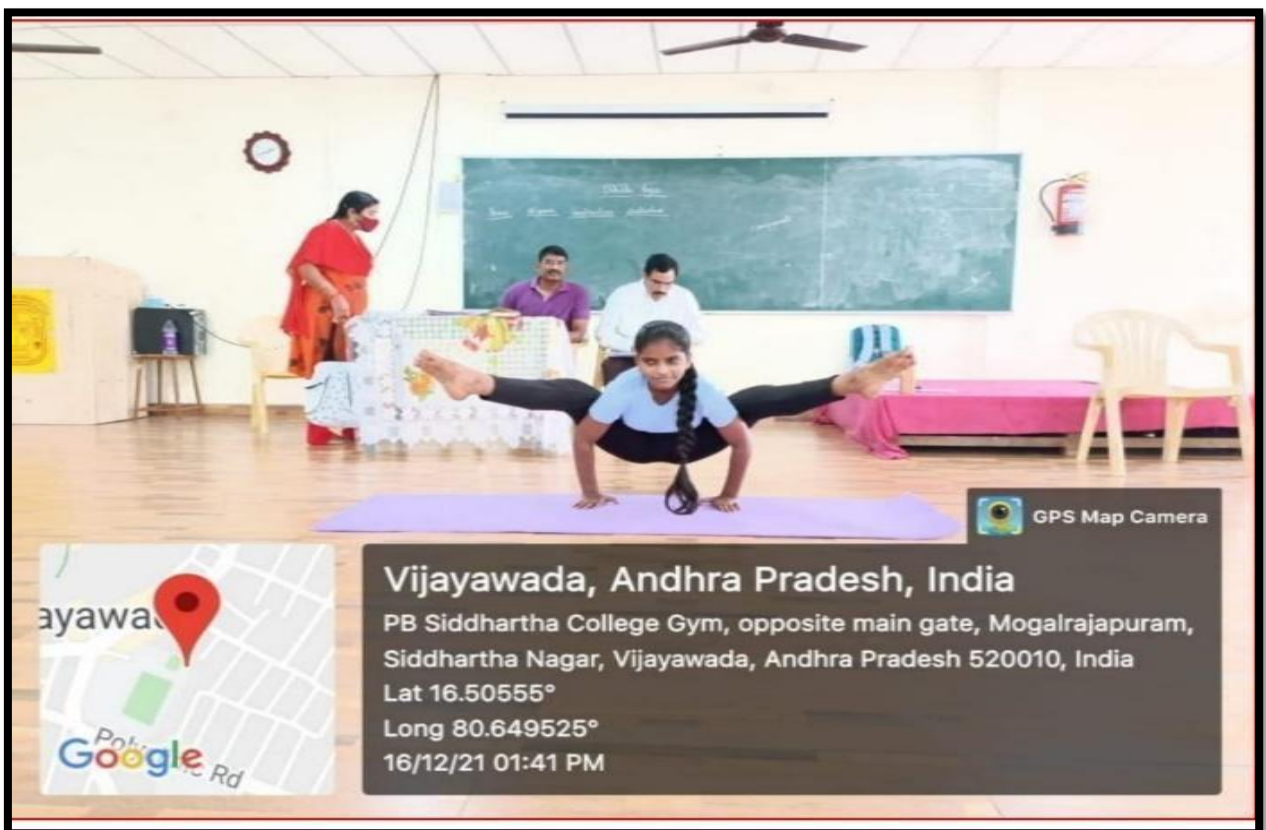 GPS Map Camera
Vijayawada, Andhra Pradesh, India
PB Siddhartha College Gym, opposite main gate, Mogalrajapuram,
Siddhartha Nagar, Vijayawada, Andhra Pradesh 520010, India
Lat 16.50555°
Long 80.649525°
16/12/21 01:41 PM
ayawa
Google
Rd